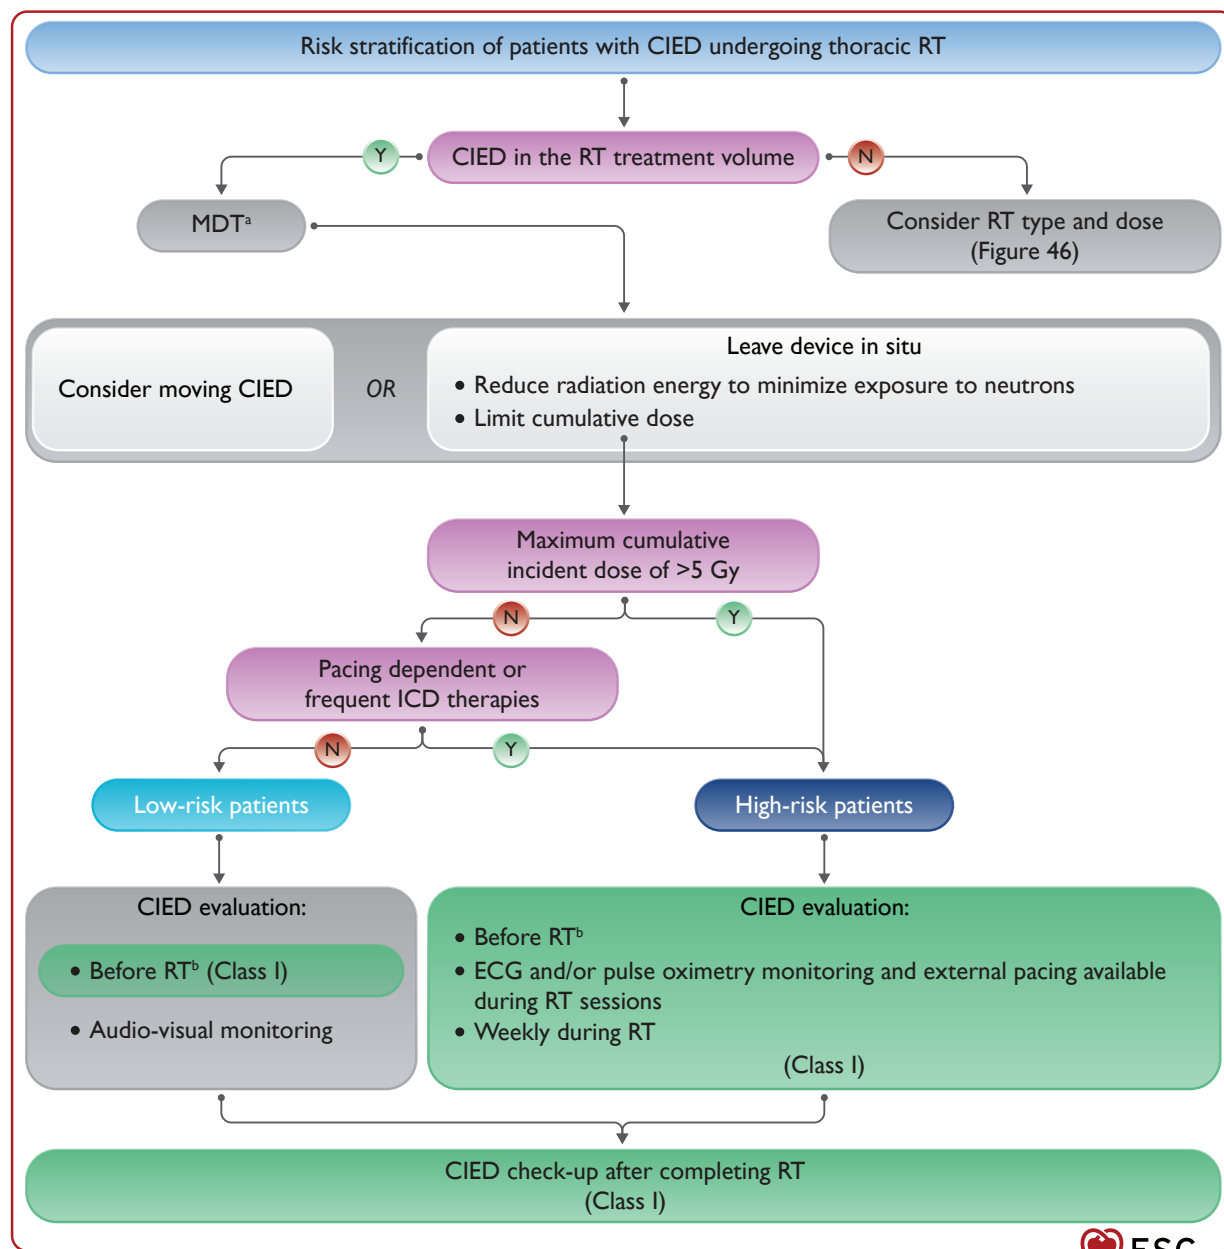 Risk stratification of patients with CIED undergoing thoracic RT
Y
CIED in the RT treatment volume
N
MDTᵃ
Consider RT type and dose
(Figure 46)
Consider moving CIED
OR
Leave device in situ
• Reduce radiation energy to minimize exposure to neutrons
• Limit cumulative dose
Maximum cumulative
incident dose of >5 Gy
N
Y
Pacing dependent or
frequent ICD therapies
N
Y
Low-risk patients
High-risk patients
CIED evaluation:
• Before RTᵇ (Class I)
• Audio-visual monitoring
CIED evaluation:
• Before RTᵇ
• ECG and/or pulse oximetry monitoring and external pacing available
during RT sessions
• Weekly during RT
(Class I)
CIED check-up after completing RT
(Class I)
ESC